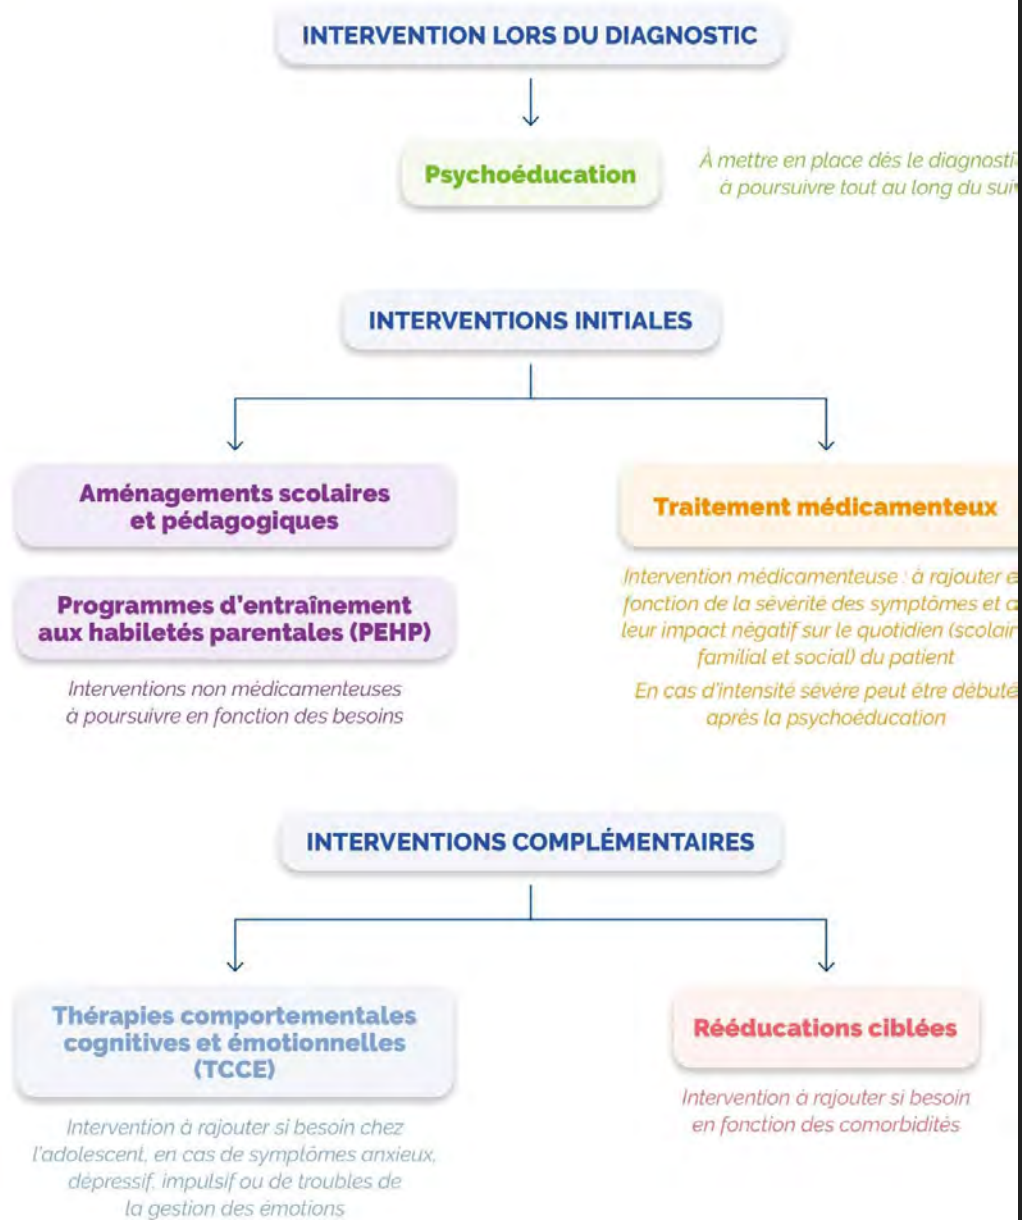 INTERVENTION LORS DU DIAGNOSTIC
Psychoéducation
À mettre en place dès le
à poursuivre tout au long du
INTERVENTIONS INITIALES
Aménagements scolaires
et pédagogiques
Programmes d'entraînement
aux habiletés parentales (PEHP)
Interventions non médicamenteuses
à poursuivre en fonction des besoins
Traitement médicamenteux
Intervention médicamenteuse : à rajouter
fonction de la sévérité des symptômes et
leur impact négatif sur le quotidien
familial et social) du patient
En cas d'intensité sévère peut être débuté
après la psychoéducation
INTERVENTIONS COMPLÉMENTAIRES
Thérapies comportementales
cognitives et émotionnelles
(TCCE)
Intervention à rajouter si besoin chez
l'adolescent, en cas de symptômes anxieux,
dépressif, impulsif ou de troubles de
la gestion des émotions
Rééducations ciblées
Intervention à rajouter si besoin
en fonction des comorbidités